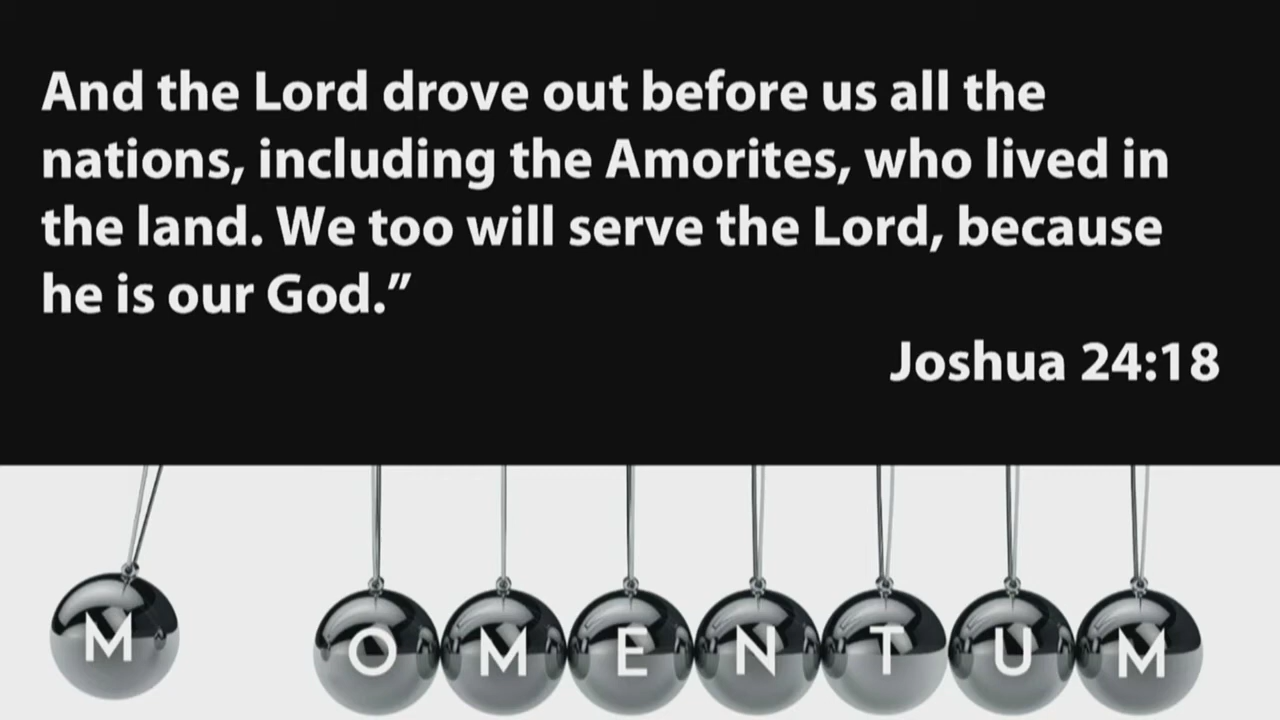 And the Lord drove out before us all the
nations, including the Amorites, who lived in
the land. We too will serve the Lord, because
he is our God.”
Joshua 24:18
MOMENTUM